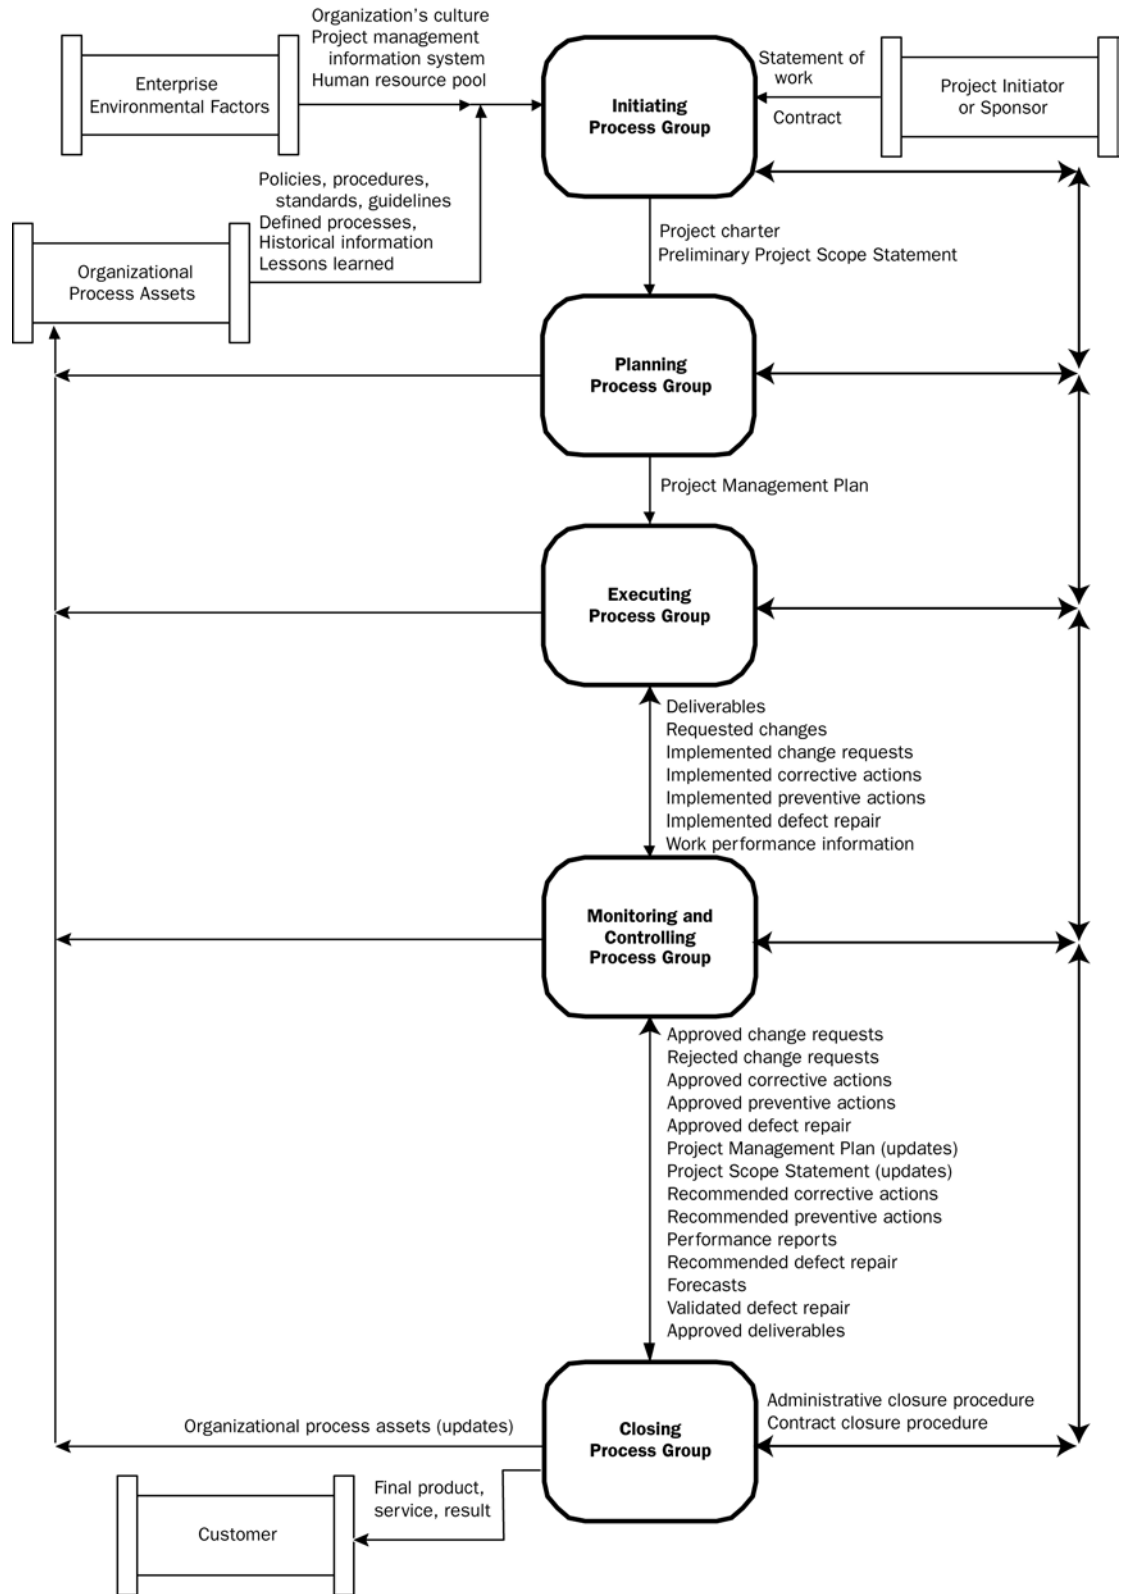 Organization's culture
Project management
information system
Human resource pool
Enterprise
Environmental Factors
Initiating
Process Group
Statement of
work
Contract
Project Initiator
or Sponsor
Policies, procedures,
standards, guidelines
Defined processes,
Historical information
Lessons learned
Organizational
Process Assets
Project charter
Preliminary Project Scope Statement
Planning
Process Group
Project Management Plan
Executing
Process Group
Deliverables
Requested changes
Implemented change requests
Implemented corrective actions
Implemented preventive actions
Implemented defect repair
Work performance information
Monitoring and
Controlling
Process Group
Approved change requests
Rejected change requests
Approved corrective actions
Approved preventive actions
Approved defect repair
Project Management Plan (updates)
Project Scope Statement (updates)
Recommended corrective actions
Recommended preventive actions
Performance reports
Recommended defect repair
Forecasts
Validated defect repair
Approved deliverables
Administrative closure procedure
Contract closure procedure
Organizational process assets (updates)
Closing
Process Group
Final product,
service, result
Customer